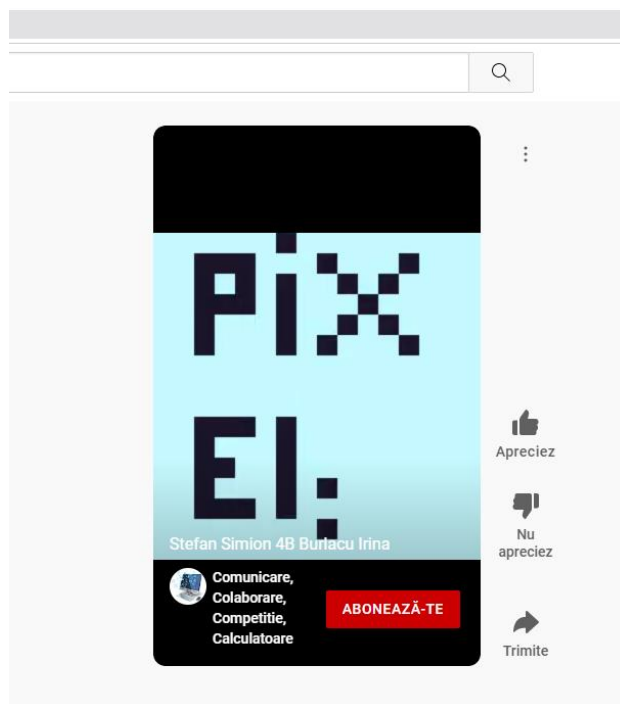 PiX
El;
Stefan Simion 4B Burlacu Irina
Comunicare,
Colaborare,
Competitie,
Calculatoare
ABONEAZĂ-TE
Apreciez
Nu
apreciez
Trimite